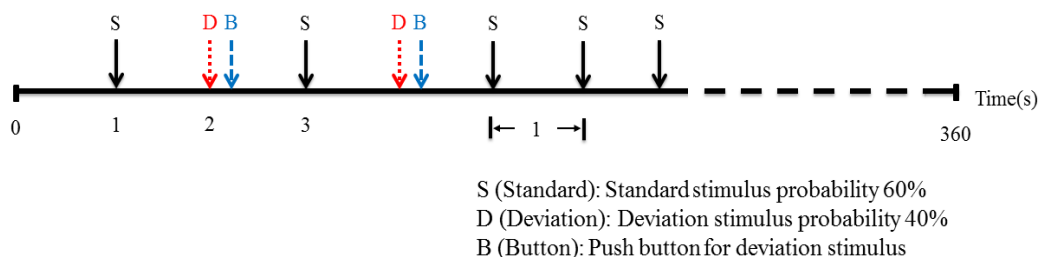 S D B S D B S S S
Time(s)
0 1 2 3 1 360
S (Standard): Standard stimulus probability 60%
D (Deviation): Deviation stimulus probability 40%
B (Button): Push button for deviation stimulus